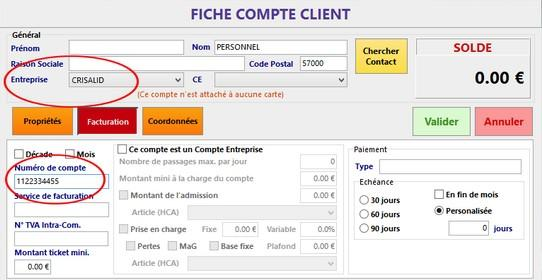 FICHE COMPTE CLIENT
Général
Prénom
Nom PERSONNEL
Raison Sociale
Code Postal 57000
Entreprise CRISALID
CE
(Ce compte n'est attaché à aucune carte)
Chercher
Contact
SOLDE
0.00 €
Propriétés
Facturation
Coordonnées
Valider
Annuler
Décade
Mois
Numéro de compte
1122334455
Service de facturation
N° TVA Intra-Com.
Montant ticket mini.
0.00 €
Ce compte est un Compte Entreprise
Nombre de passages max. par jour 0
Montant mini à la charge du compte 0.00 €
Montant de l'admission 0.00 €
Article (HCA)
Prise en charge Fixe 0.00 € Variable 0.0%
Pertes MaG Base fixe Plafond 0.00 €
Article (HCA)
Paiement
Type
Echéance
30 jours
60 jours
90 jours
En fin de mois
Personalisée
0 jours